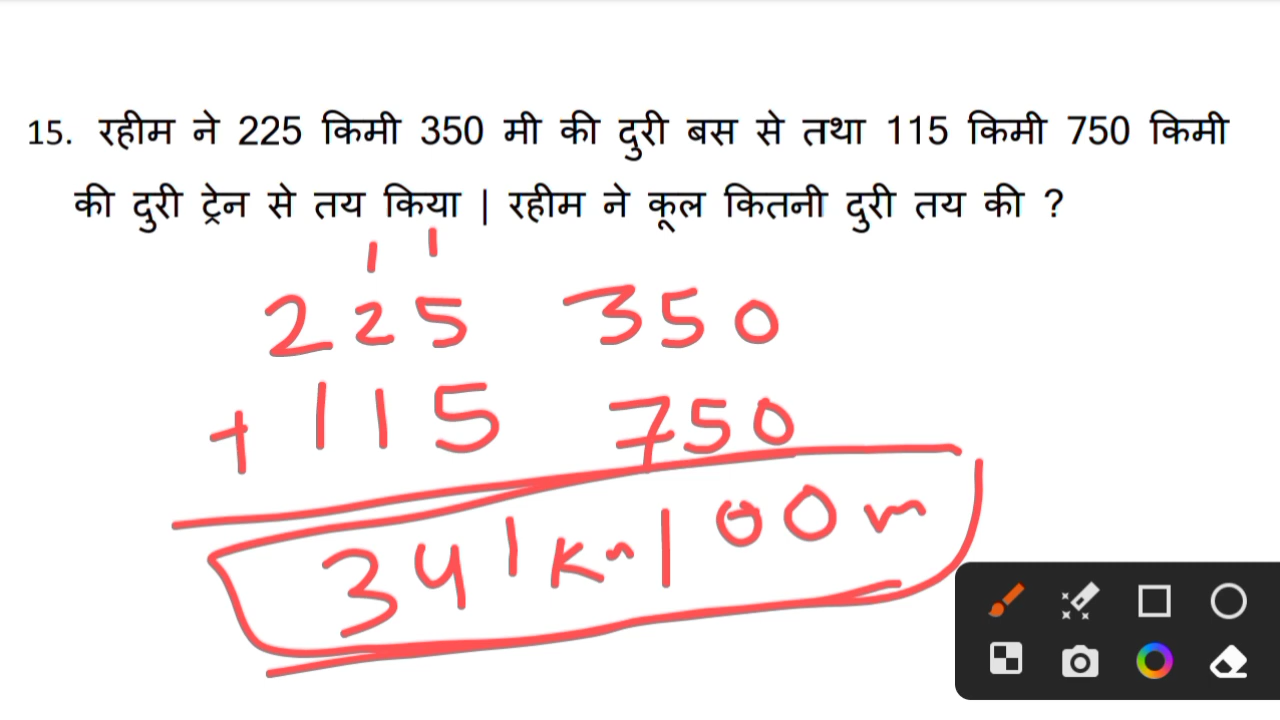 15. रहीम ने 225 किमी 350 मी की दुरी बस से तथा 115 किमी 750 किमी
की दुरी ट्रेन से तय किया | रहीम ने कूल कितनी दुरी तय की ?
1 1
225 350
+ 115 750
341 Km 100 m